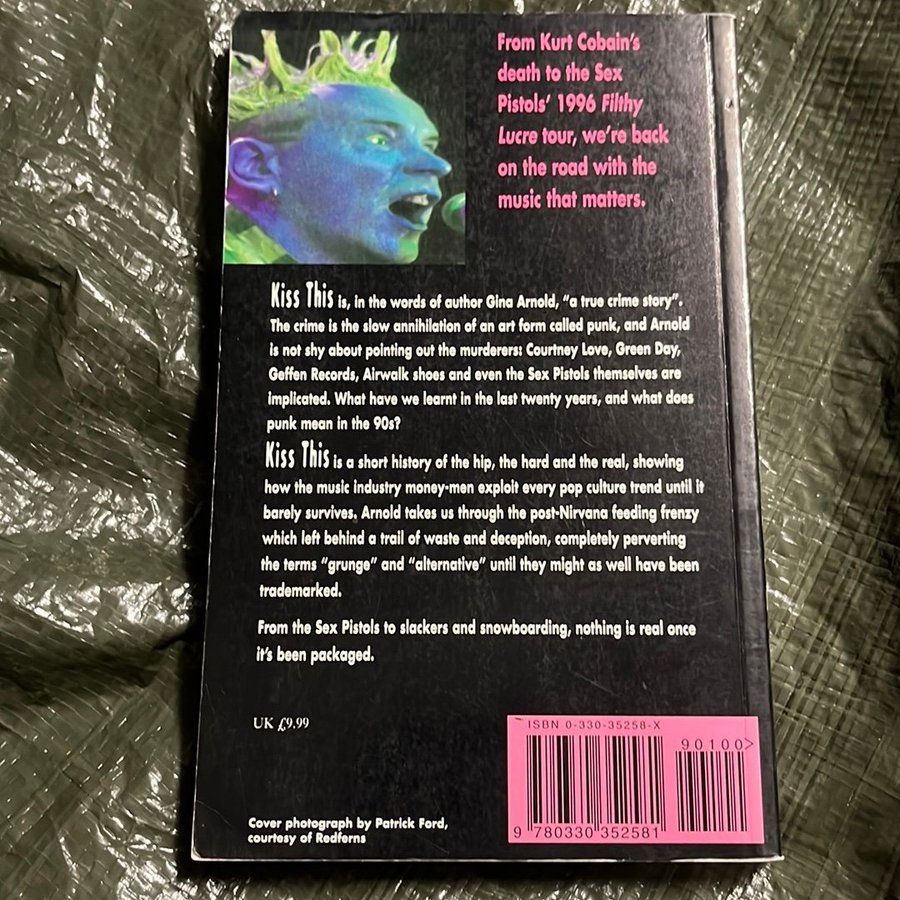 From Kurt Cobain's
death to the Sex
Pistols' 1996 Filthy
Lucre tour, we're back
on the road with the
music that matters.
Kiss This is, in the words of author Gina Arnold, "a true crime story".
The crime is the slow annihilation of an art form called punk, and Arnold
is not shy about pointing out the murderers: Courtney Love, Green Day,
Geffen Records, Airwalk shoes and even the Sex Pistols themselves are
implicated. What have we learnt in the last twenty years, and what does
punk mean in the 90s?
Kiss This is a short history of the hip, the hard and the real, showing
how the music industry money-men exploit every pop culture trend until it
barely survives. Arnold takes us through the post-Nirvana feeding frenzy
which left behind a trail of waste and deception, completely perverting
the terms "grunge" and "alternative" until they might as well have been
trademarked.
From the Sex Pistols to slackers and snowboarding, nothing is real once
it's been packaged.
UK £9.99
ISBN 0-330-35258-X
90100>
9 780330 352581
Cover photograph by Patrick Ford,
courtesy of Redferns